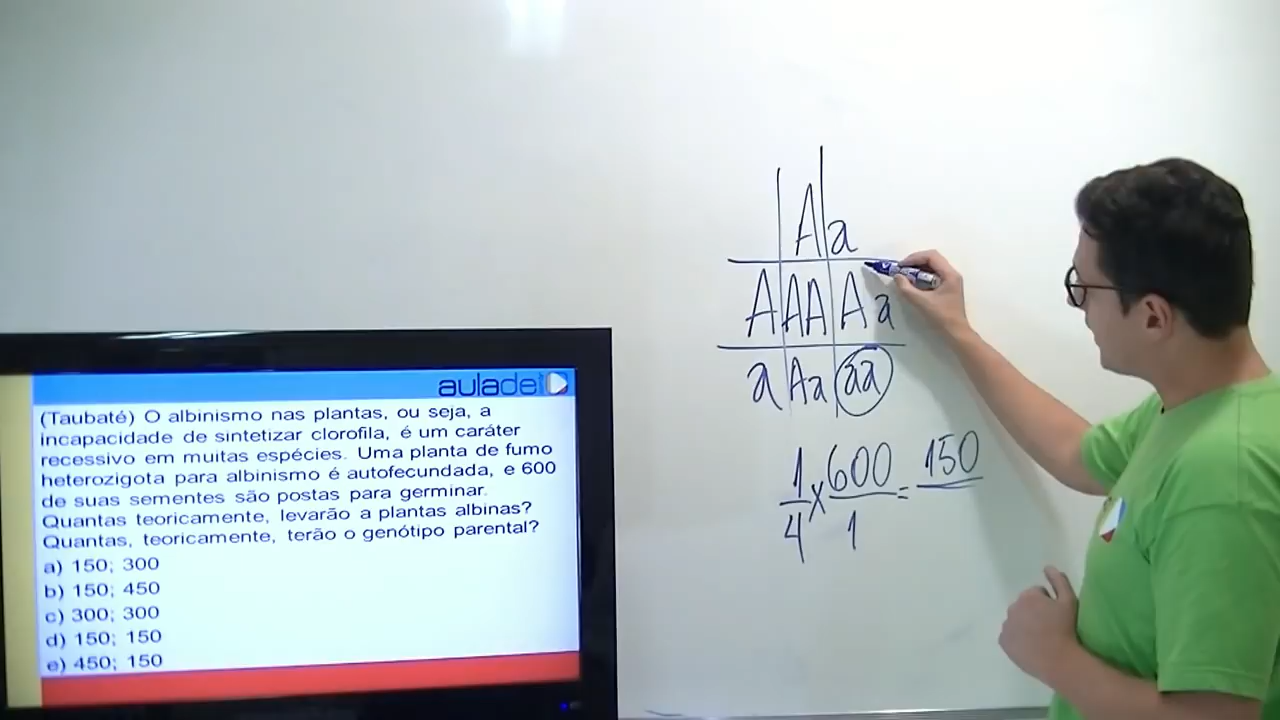 auladetudo
(Taubaté) O albinismo nas plantas, ou seja, a
incapacidade de sintetizar clorofila, é um caráter
recessivo em muitas espécies. Uma planta de fumo
heterozigota para albinismo é autofecundada, e 600
de suas sementes são postas para germinar.
Quantas teoricamente, levarão a plantas albinas?
Quantas, teoricamente, terão o genótipo parental?
a) 150; 300
b) 150; 450
c) 300; 300
d) 150; 150
e) 450; 150
A a
A AA Aa
a Aa aa
1/4 x 600/1 = 150